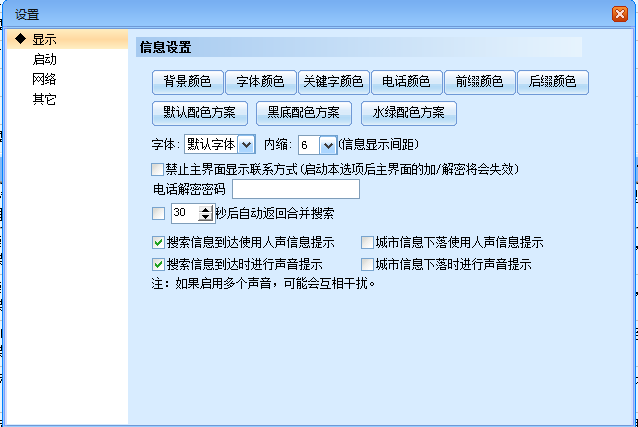 设置
显示
启动
网络
其它
信息设置
背景颜色 字体颜色 关键字颜色 电话颜色 前缀颜色 后缀颜色
默认配色方案 黑底配色方案 水绿配色方案
字体: 默认字体 内缩: 6 (信息显示间距)
禁止主界面显示联系方式(启动本选项后主界面的加/解密将会失效)
电话解密密码
30 秒后自动返回合并搜索
搜索信息到达使用人声信息提示 城市信息下落使用人声信息提示
搜索信息到达时进行声音提示 城市信息下落时进行声音提示
注: 如果启用多个声音，可能会互相干扰。